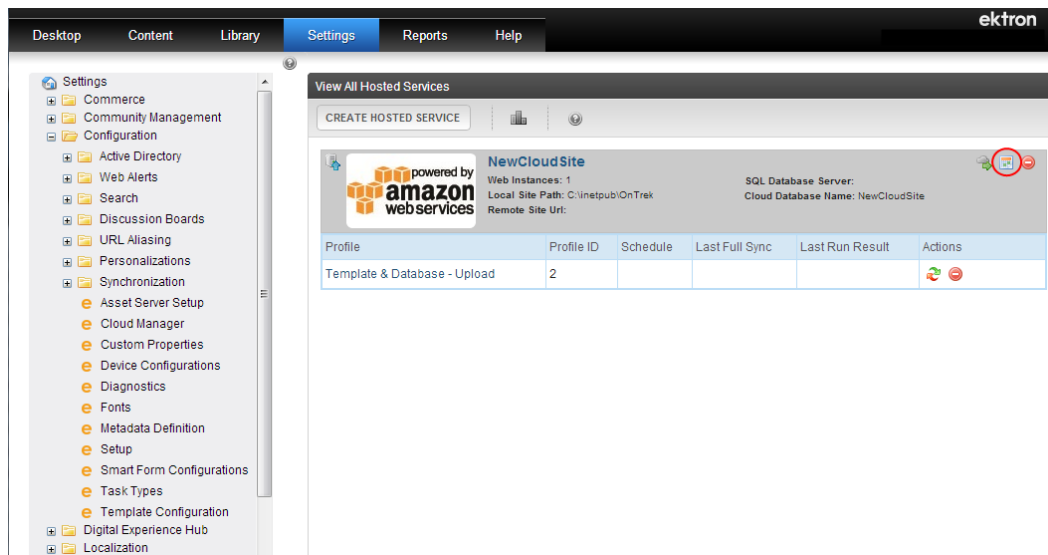 ektron
Desktop Content Library Settings Reports Help
Settings
Commerce
Community Management
Configuration
Active Directory
Web Alerts
Search
Discussion Boards
URL Aliasing
Personalizations
Synchronization
Asset Server Setup
Cloud Manager
Custom Properties
Device Configurations
Diagnostics
Fonts
Metadata Definition
Setup
Smart Form Configurations
Task Types
Template Configuration
Digital Experience Hub
Localization
View All Hosted Services
CREATE HOSTED SERVICE
powered by
amazon
webservices
NewCloudSite
Web Instances: 1
Local Site Path: C:\inetpub\OnTrek
Remote Site Url:
SQL Database Server:
Cloud Database Name: NewCloudSite
Profile Profile ID Schedule Last Full Sync Last Run Result Actions
Template & Database - Upload 2